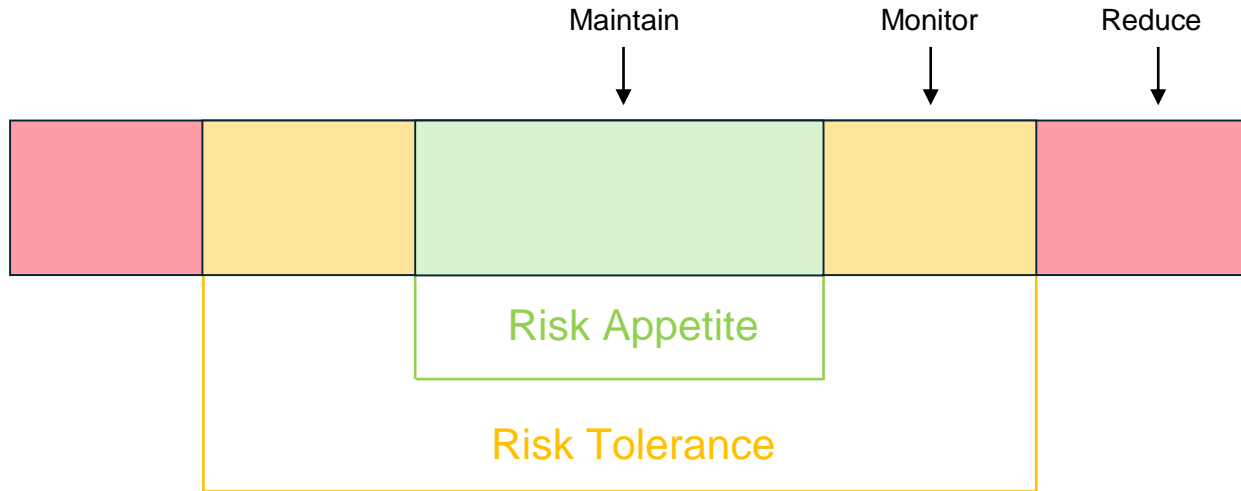 Maintain
Monitor
Reduce
Risk Appetite
Risk Tolerance